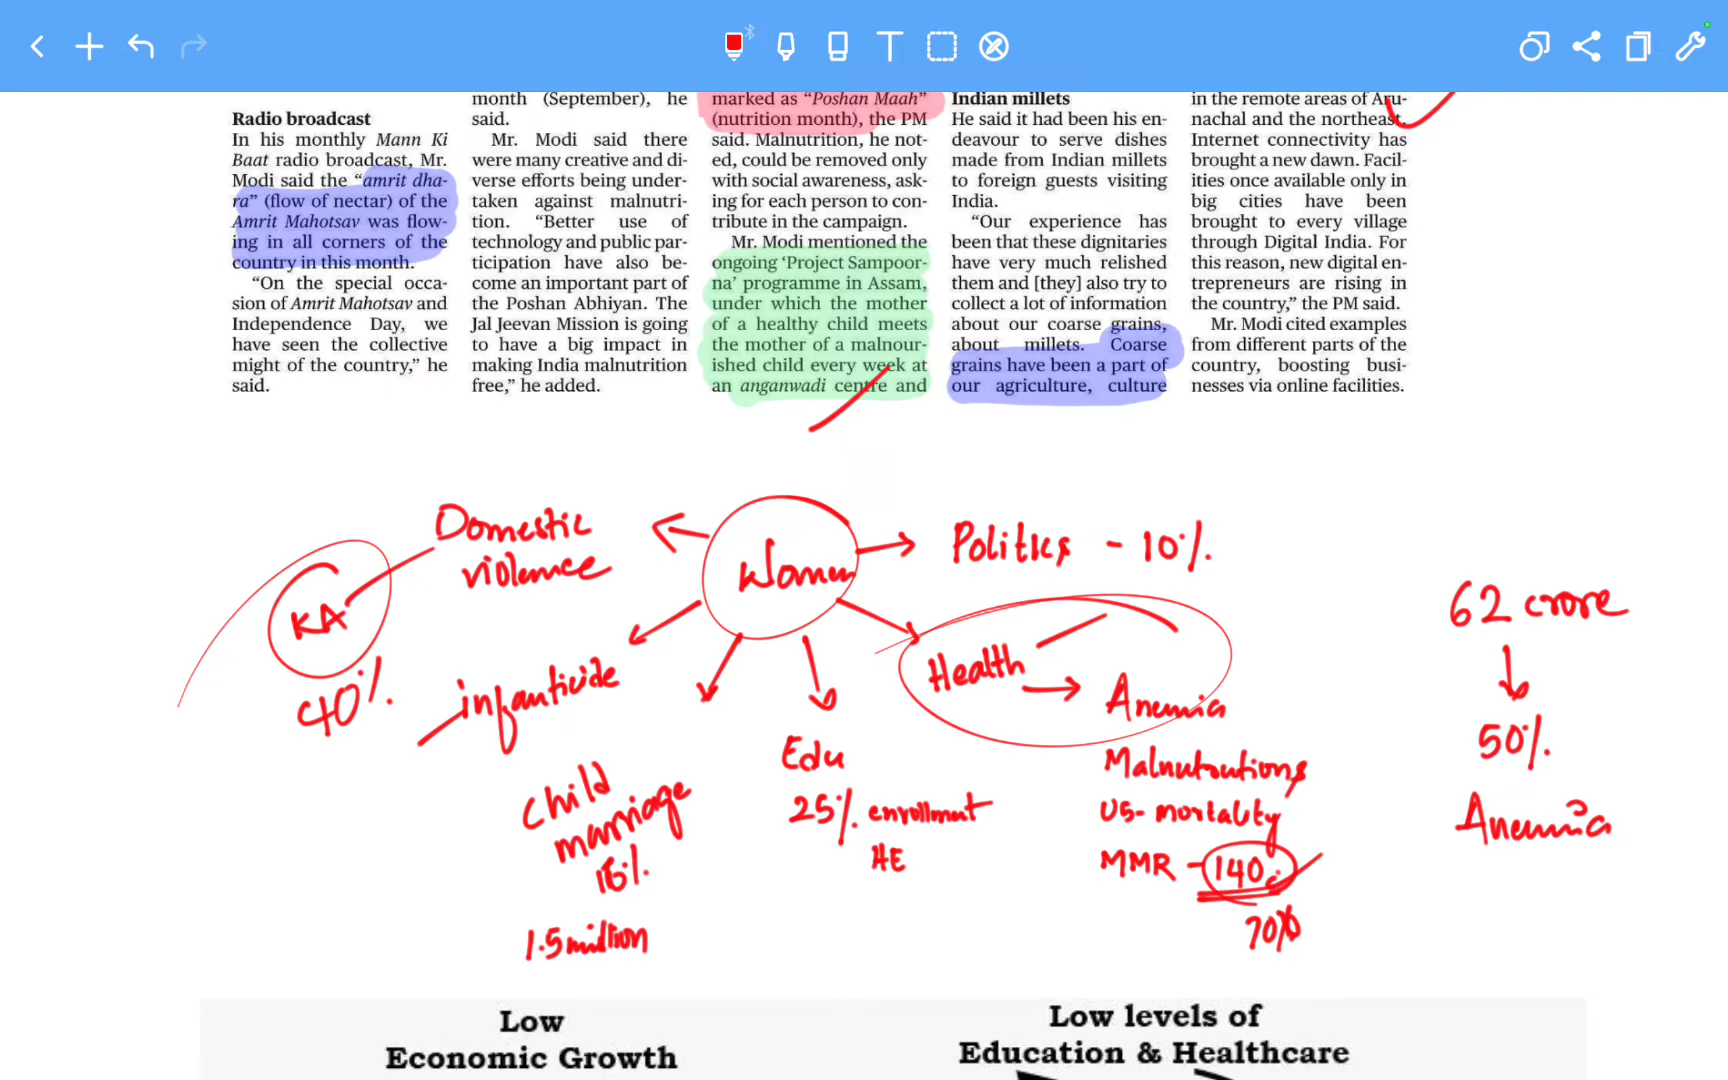 T
Radio broadcast
In his monthly Mann Ki
Baat radio broadcast, Mr.
Modi said the “amrit dha-
ra” (flow of nectar) of the
Amrit Mahotsav was flow-
ing in all corners of the
country in this month.
“On the special occa-
sion of Amrit Mahotsav and
Independence Day, we
have seen the collective
might of the country,” he
said.
month (September), he
said.
Mr. Modi said there
were many creative and di-
verse efforts being under-
taken against malnutri-
tion. “Better use of
technology and public par-
ticipation have also be-
come an important part of
the Poshan Abhiyan. The
Jal Jeevan Mission is going
to have a big impact in
making India malnutrition
free,” he added.
marked as “Poshan Maah”
(nutrition month), the PM
said. Malnutrition, he not-
ed, could be removed only
with social awareness, ask-
ing for each person to con-
tribute in the campaign.
Mr. Modi mentioned the
ongoing ‘Project Sampoor-
na’ programme in Assam,
under which the mother
of a healthy child meets
the mother of a malnour-
ished child every week at
an anganwadi centre and
Indian millets
He said it had been his en-
deavour to serve dishes
made from Indian millets
to foreign guests visiting
India.
“Our experience has
been that these dignitaries
have very much relished
them and [they] also try to
collect a lot of information
about our coarse grains,
about millets. Coarse
grains have been a part of
our agriculture, culture
in the remote areas of Aru-
nachal and the northeast.
Internet connectivity has
brought a new dawn. Facil-
ities once available only in
big cities have been
brought to every village
through Digital India. For
this reason, new digital en-
trepreneurs are rising in
the country,” the PM said.
Mr. Modi cited examples
from different parts of the
country, boosting busi-
nesses via online facilities.
Women
Domestic
violence
KA
40%
infanticide
child
marriage
1.5 million
Edu
25% enrollment
HE
Politics - 10%.
Health
Anemia
Malnutrutions
U5-mortality
MMR - 140
70
62 crore
50%.
Anemia
Low
Economic Growth
Low levels of
Education & Healthcare